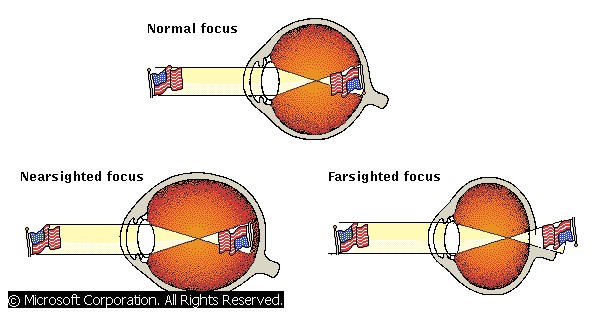 Normal focus
Nearsighted focus
Farsighted focus
© Microsoft Corporation. All Rights Reserved.